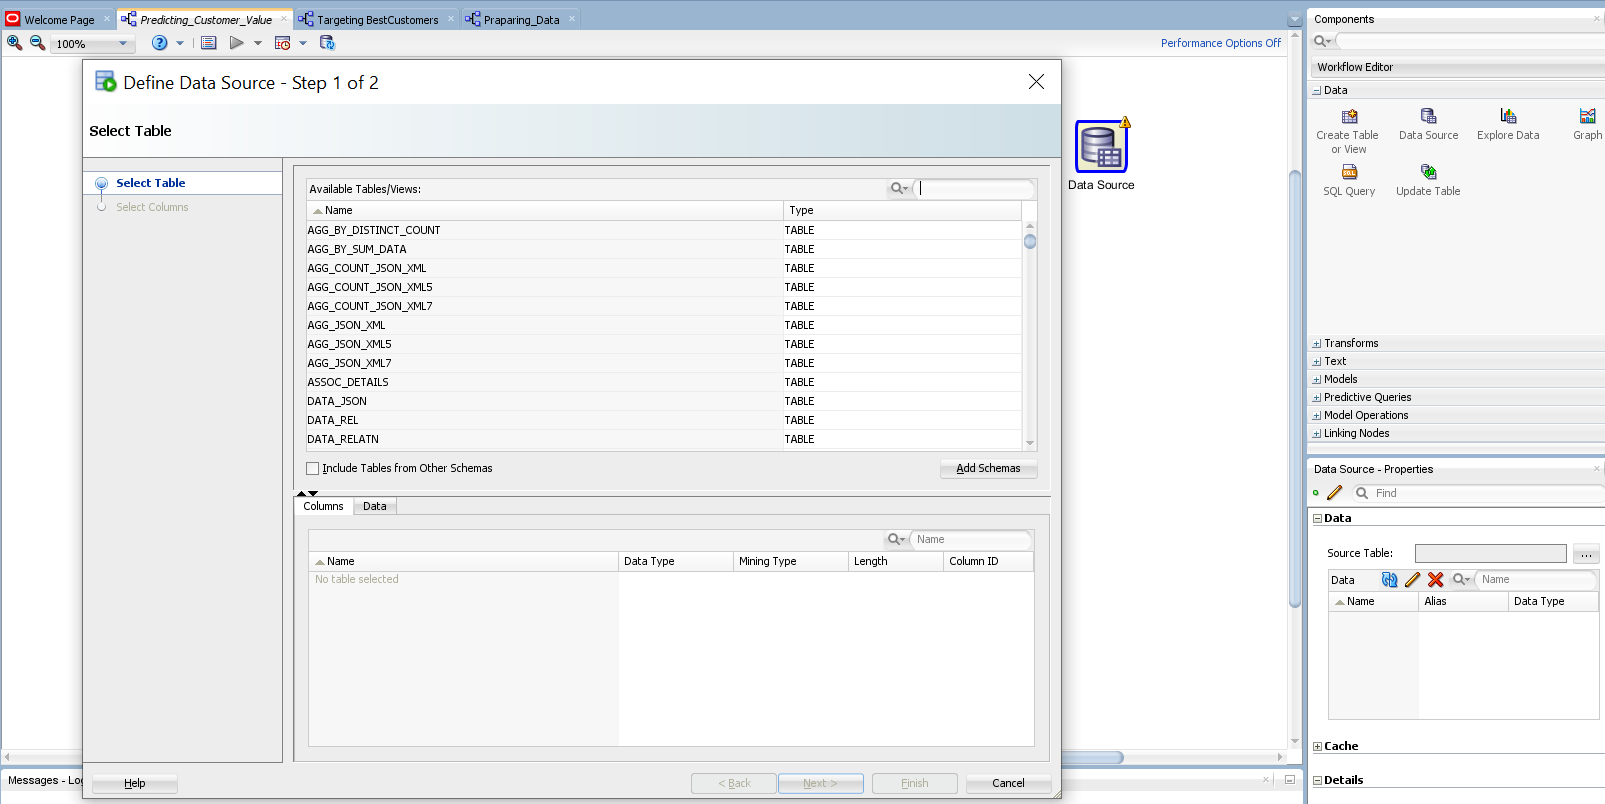 Welcome Page
Predicting_Customer_Value
Targeting BestCustomers
Praparing_Data
100%
Performance Options Off
Define Data Source - Step 1 of 2
Select Table
Select Table
Select Columns
Available Tables/Views:
Name Type
AGG_BY_DISTINCT_COUNT TABLE
AGG_BY_SUM_DATA TABLE
AGG_COUNT_JSON_XML TABLE
AGG_COUNT_JSON_XML5 TABLE
AGG_COUNT_JSON_XML7 TABLE
AGG_JSON_XML TABLE
AGG_JSON_XML5 TABLE
AGG_JSON_XML7 TABLE
ASSOC_DETAILS TABLE
DATA_JSON TABLE
DATA_REL TABLE
DATA_RELATN TABLE
Include Tables from Other Schemas
Add Schemas
Columns Data
Name
Name Data Type Mining Type Length Column ID
No table selected
Help
< Back
Next >
Finish
Cancel
Data Source
Messages - Log
Components
Workflow Editor
Data
Create Table
or View
Data Source
Explore Data
Graph
SQL Query
Update Table
Transforms
Text
Models
Predictive Queries
Model Operations
Linking Nodes
Data Source - Properties
Find
Data
Source Table:
...
Data
Name
Name Alias Data Type
Cache
Details